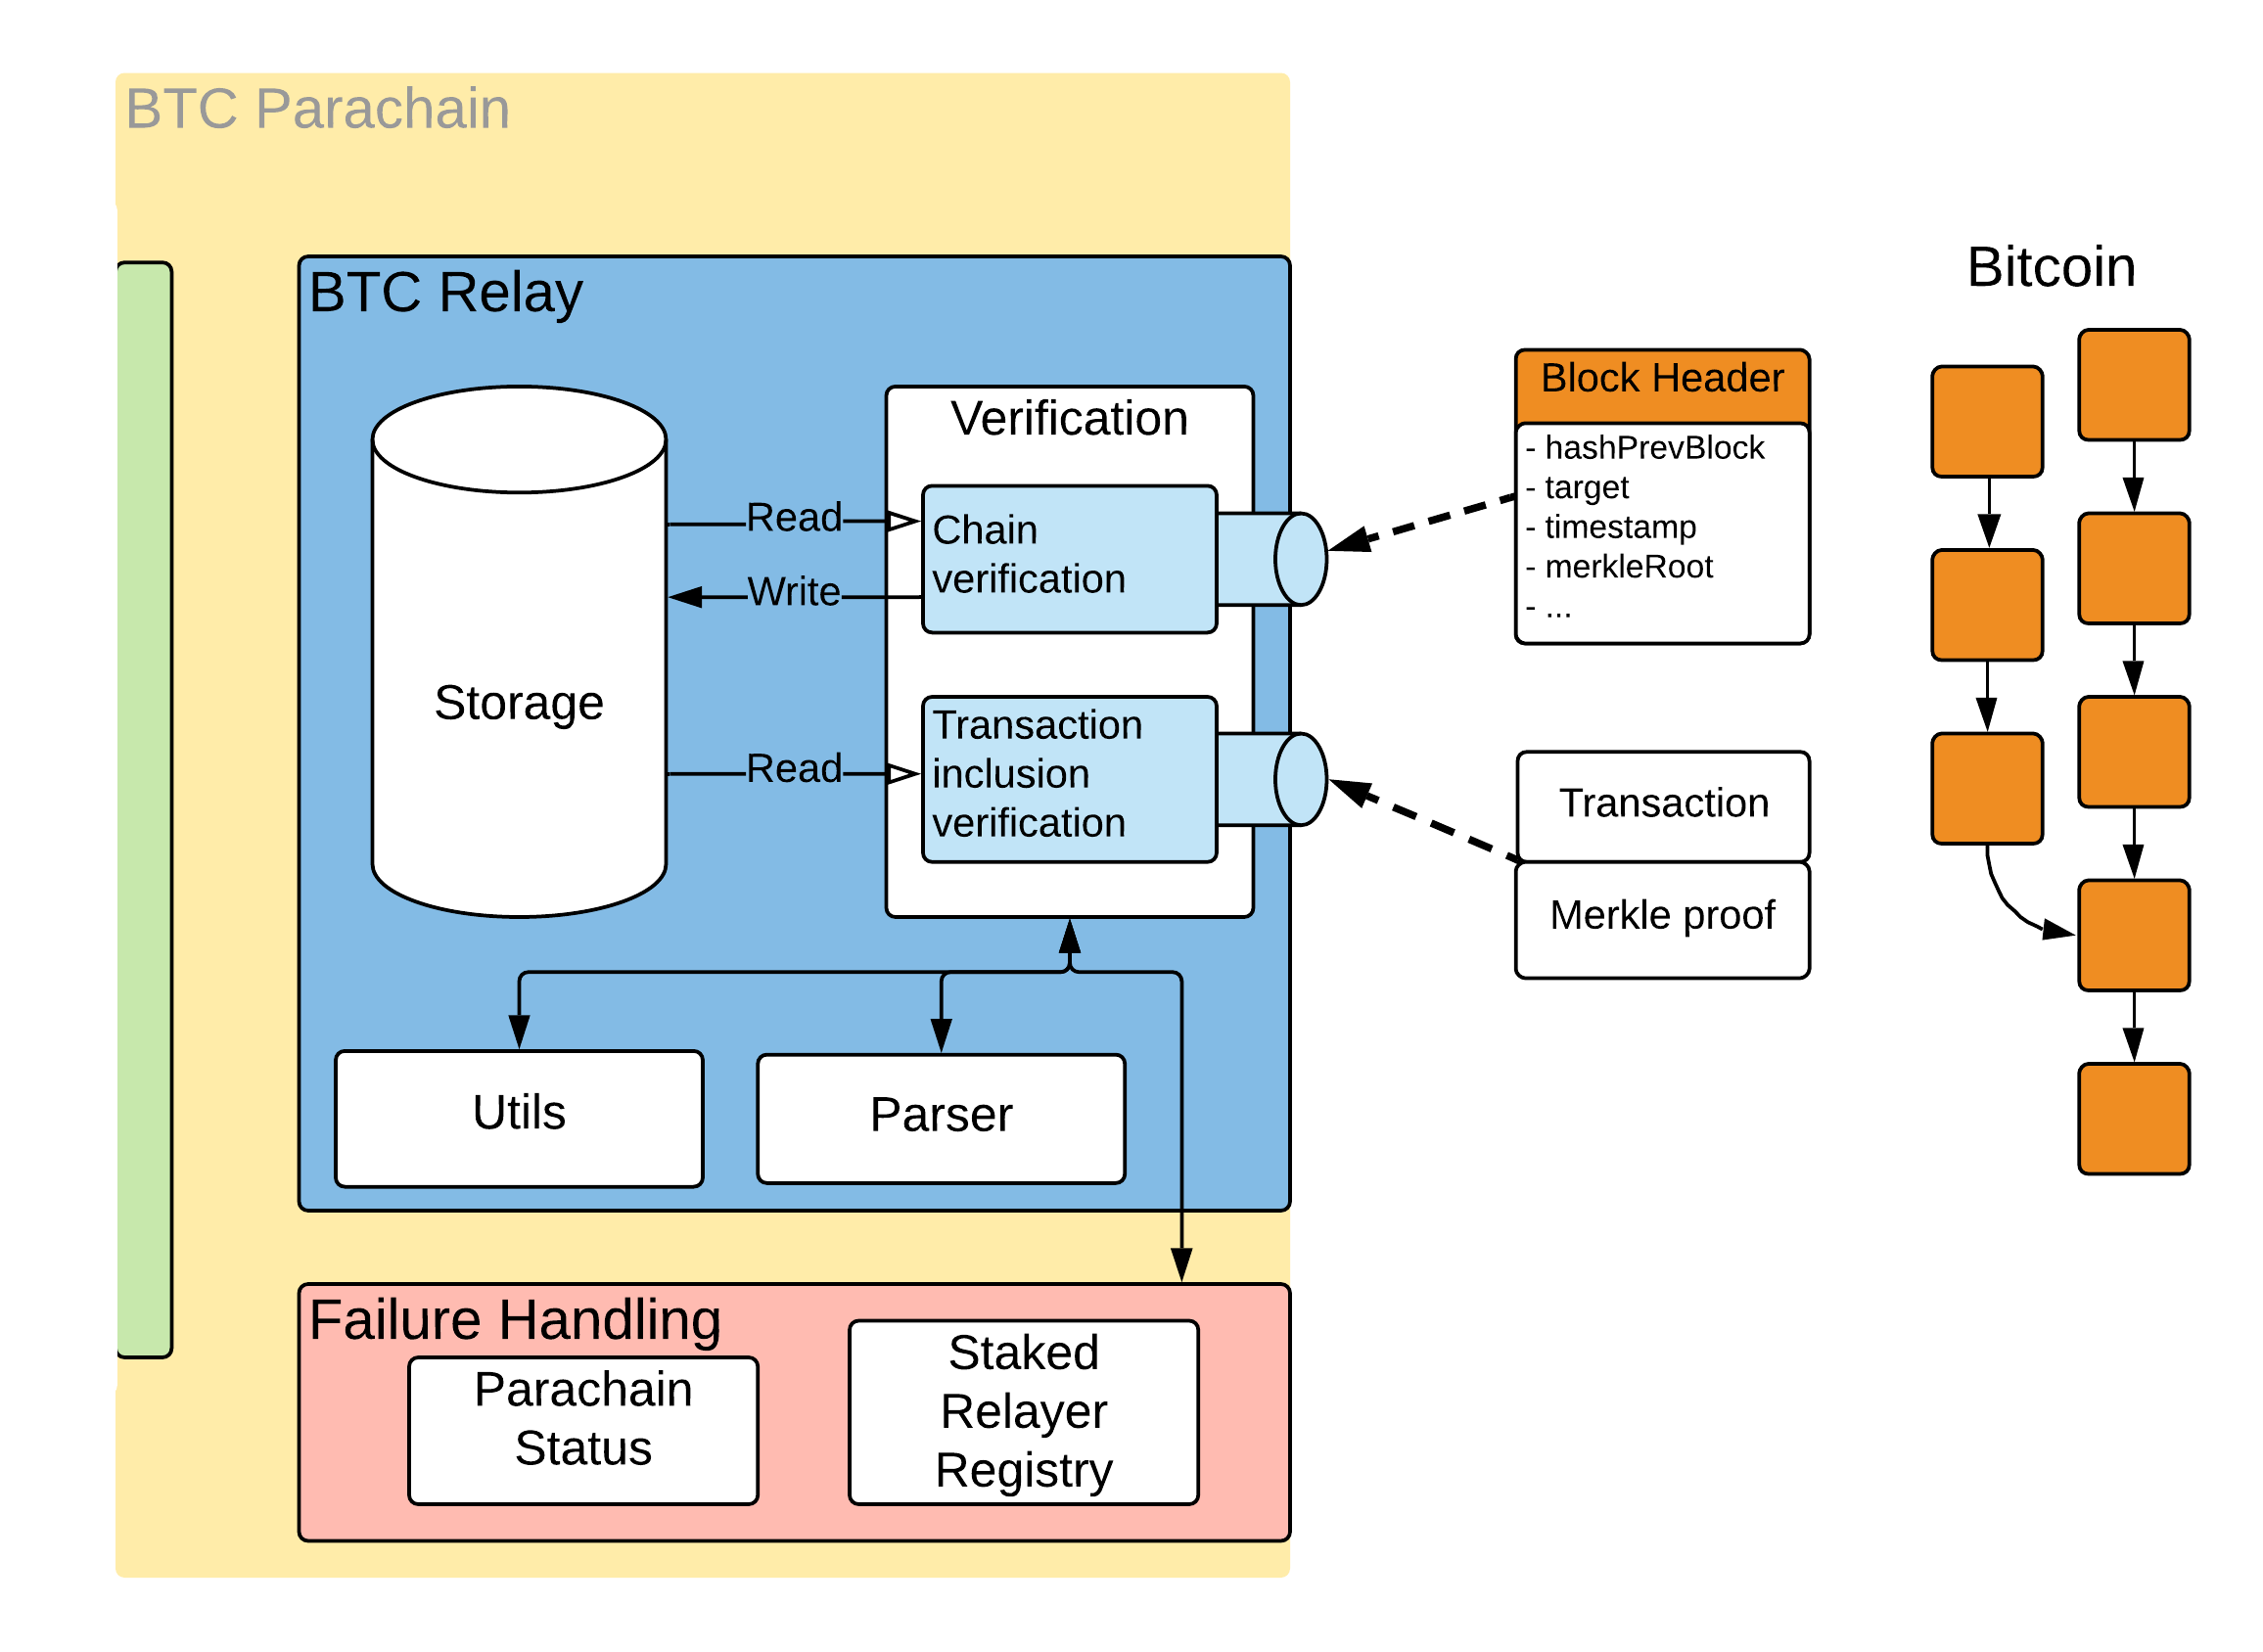 BTC Parachain
BTC Relay
Storage
Read
Write
Read
Verification
Chain
verification
Transaction
inclusion
verification
Utils
Parser
Failure Handling
Parachain
Status
Staked
Relayer
Registry
Block Header
- hashPrevBlock
- target
- timestamp
- merkleRoot
- ...
Transaction
Merkle proof
Bitcoin